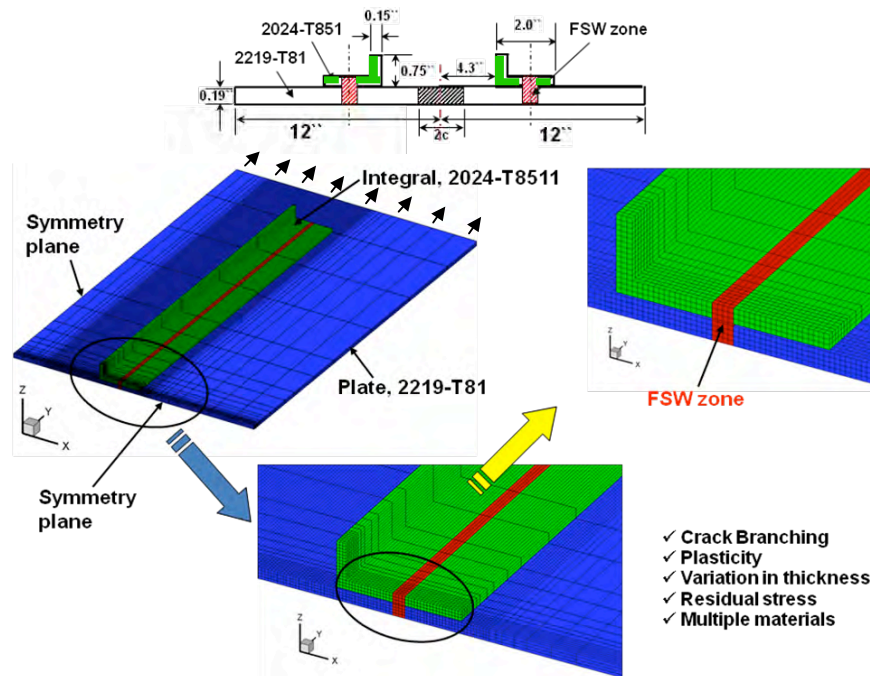 0.15``
2024-T851
2.0``
FSW zone
2219-T81
0.75``
4.3``
0.19``
12``
2c
12``
Integral, 2024-T8511
Symmetry
plane
Plate, 2219-T81
Z
Y
X
Z
Y
X
FSW zone
Symmetry
plane
Z
Y
X
✓ Crack Branching
✓ Plasticity
✓ Variation in thickness
✓ Residual stress
✓ Multiple materials